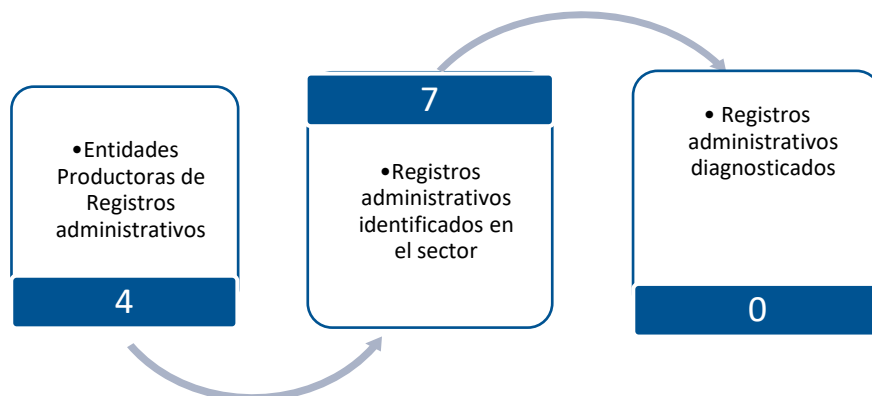 •Entidades
Productoras de
Registros
administrativos
4
7
•Registros
administrativos
identificados en
el sector
• Registros
administrativos
diagnosticados
0